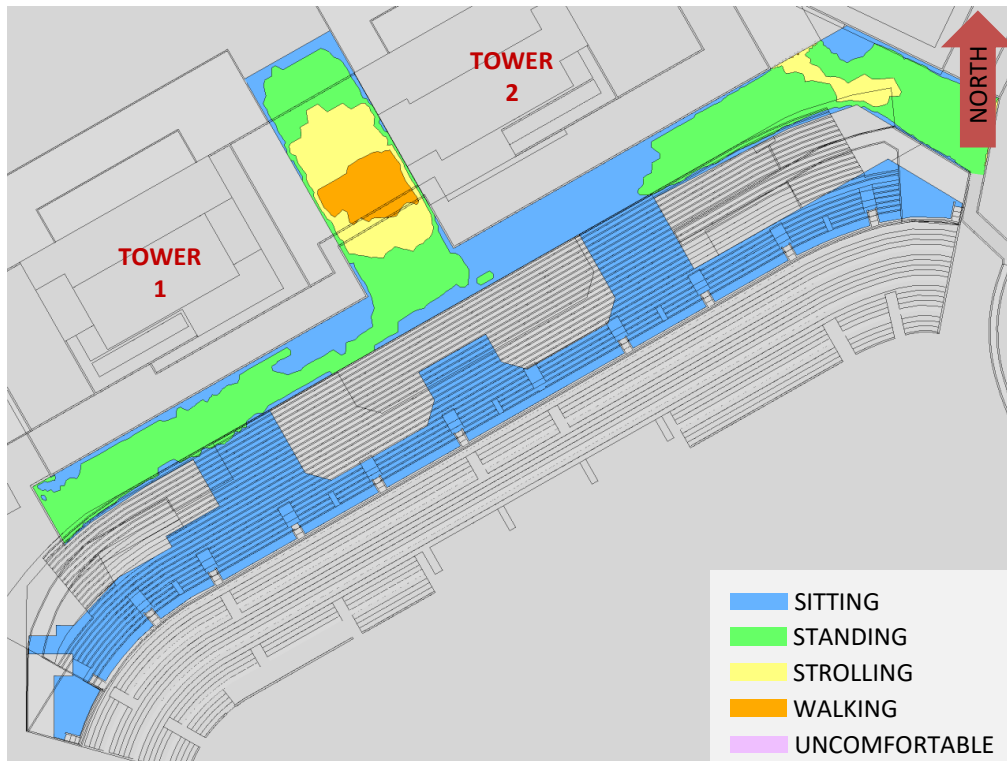 TOWER
2
NORTH
TOWER
1
SITTING
STANDING
STROLLING
WALKING
UNCOMFORTABLE